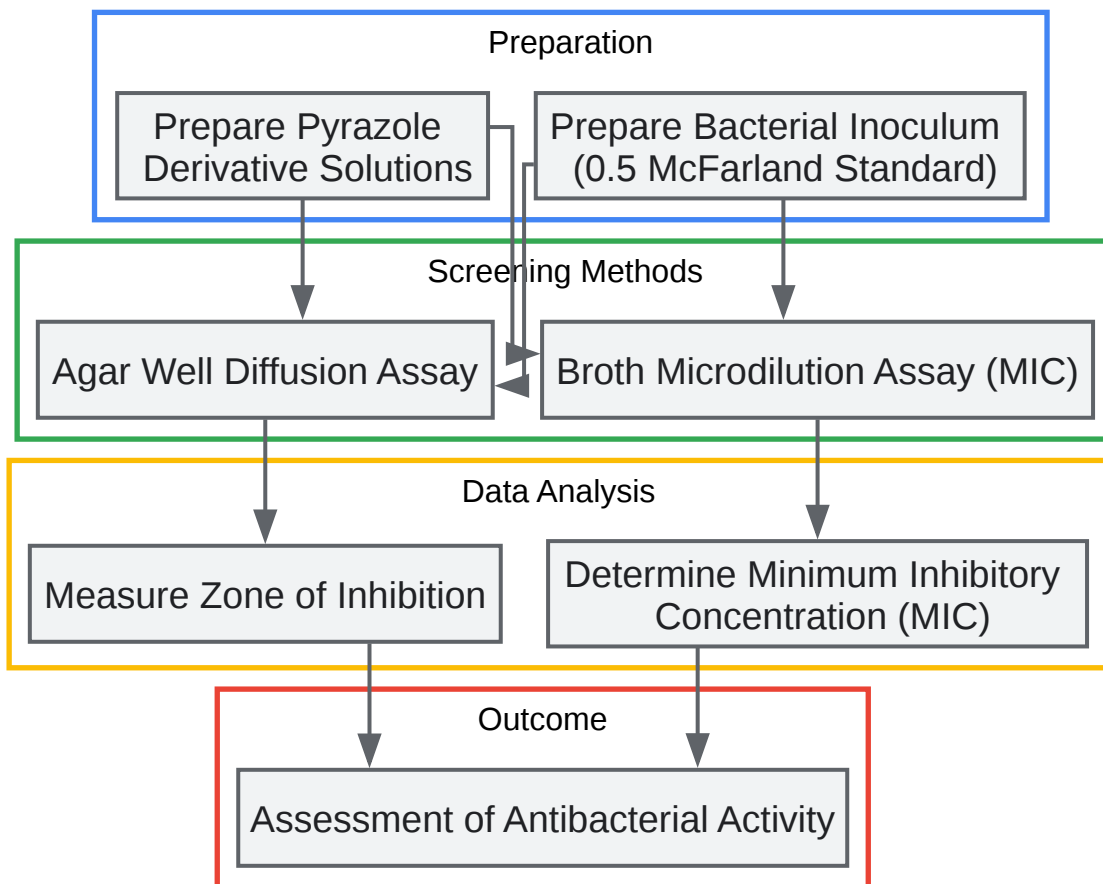 Preparation
Prepare Pyrazole
Derivative Solutions
Prepare Bacterial Inoculum
(0.5 McFarland Standard)
Screening Methods
Agar Well Diffusion Assay
Broth Microdilution Assay (MIC)
Data Analysis
Measure Zone of Inhibition
Determine Minimum Inhibitory
Concentration (MIC)
Outcome
Assessment of Antibacterial Activity